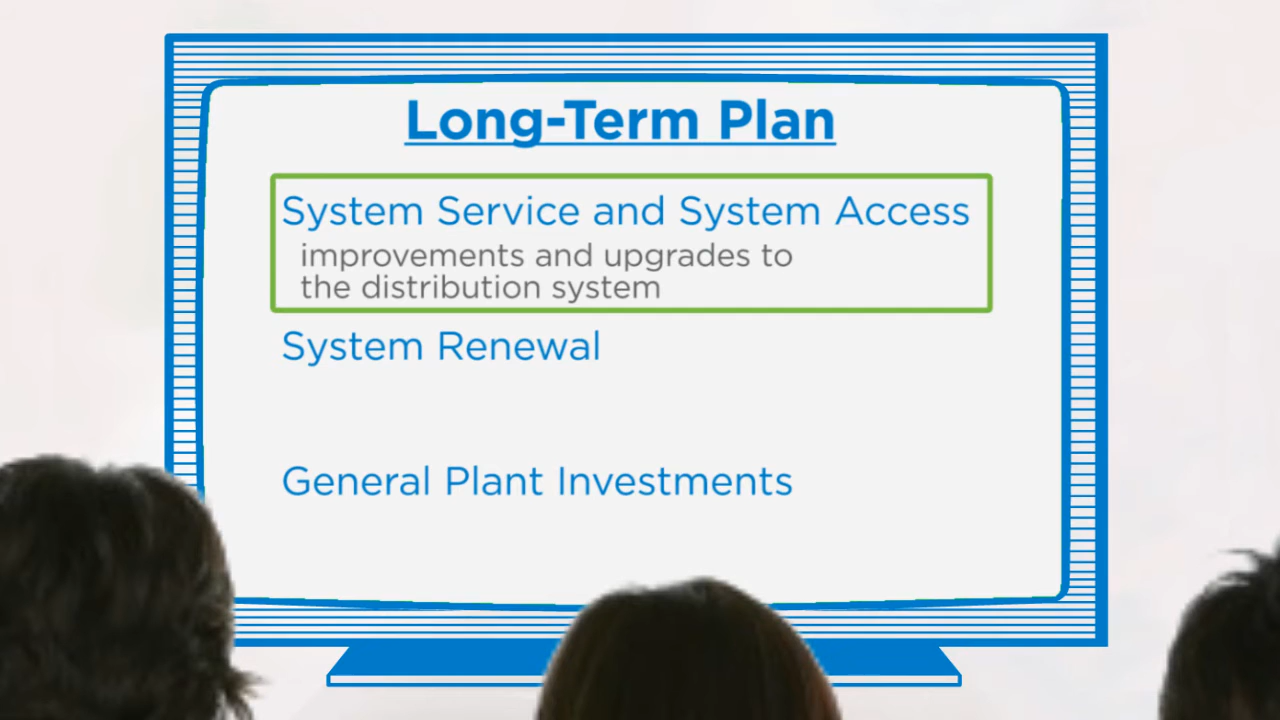 Long-Term Plan
System Service and System Access
improvements and upgrades to
the distribution system
System Renewal
General Plant Investments